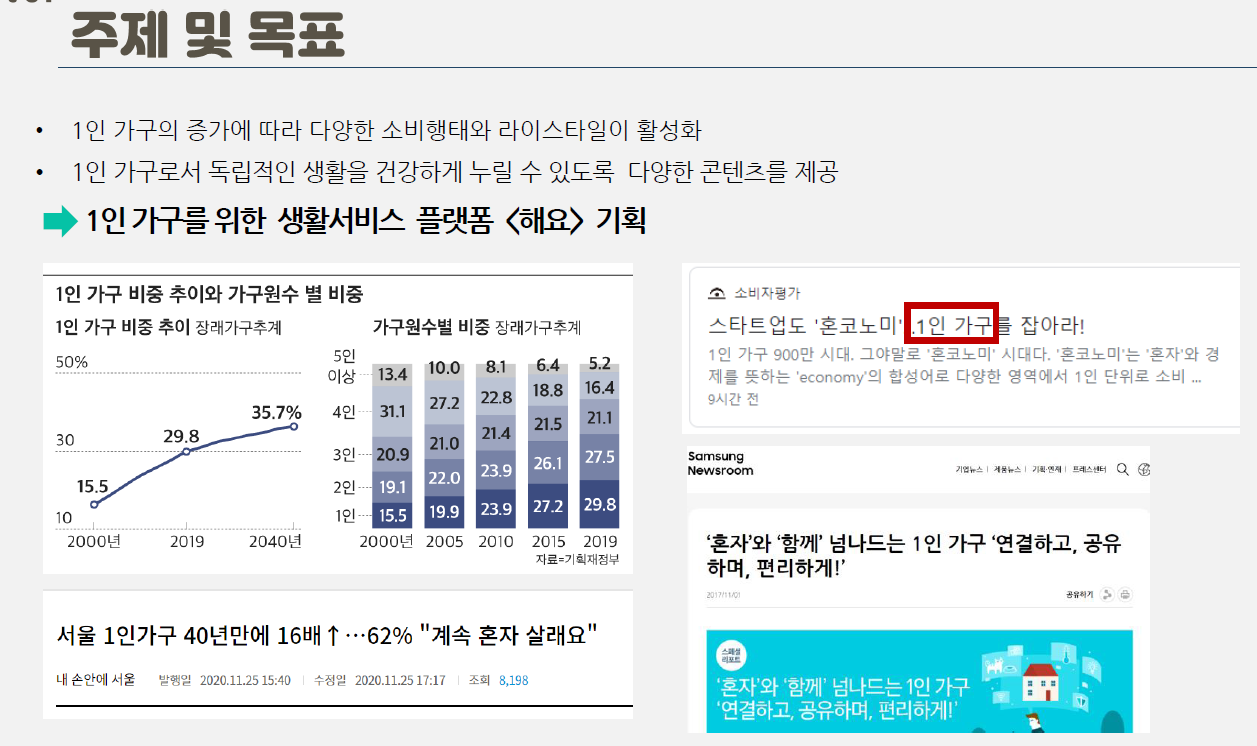 주제 및 목표
• 1인 가구의 증가에 따라 다양한 소비행태와 라이스타일이 활성화
• 1인 가구로서 독립적인 생활을 건강하게 누릴 수 있도록 다양한 콘텐츠를 제공
1인 가구를 위한 생활서비스 플랫폼 <해요> 기획
1인 가구 비중 추이와 가구원수 별 비중
1인 가구 비중 추이 장래가구추계
50%
35.7%
30
29.8
15.5
10
2000년 2019 2040년
가구원수별 비중 장래가구추계
5인
이상 13.4 10.0 8.1 6.4 5.2
4인 31.1 27.2 22.8 18.8 16.4
3인 20.9 21.0 21.4 21.5 21.1
2인 19.1 22.0 23.9 26.1 27.5
1인 15.5 19.9 23.9 27.2 29.8
2000년 2005 2010 2015 2019
자료=기획재정부
서울 1인가구 40년만에 16배↑…62% "계속 혼자 살래요"
내 손안에 서울 발행일 2020.11.25 15:40 | 수정일 2020.11.25 17:17 | 조회 8,198
소비자평가
스타트업도 '혼코노미' .1인 가구를 잡아라!
1인 가구 900만 시대. 그야말로 '혼코노미' 시대다. '혼코노미'는 '혼자'와 경
제를 뜻하는 'economy'의 합성어로 다양한 영역에서 1인 단위로 소비 ...
9시간 전
Samsung
Newsroom
기업뉴스 | 제품뉴스 | 기획·연재 | 프레스센터
‘혼자’와 ‘함께’ 넘나드는 1인 가구 ‘연결하고, 공유
하며, 편리하게!’
2017/11/01
공유하기
스페셜
리포트
‘혼자’와 ‘함께’ 넘나드는 1인 가구
‘연결하고, 공유하며, 편리하게!’